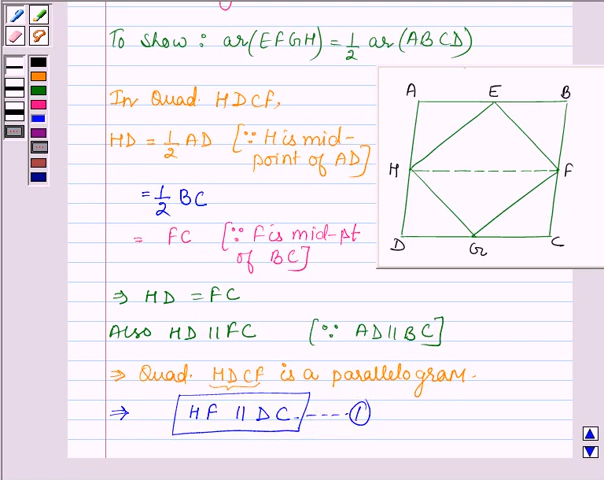 To show : ar(EFGH) = 1/2 ar(ABCD)
In Quad. HDCF,
HD = 1/2 AD [∵ H is mid-
point of AD]
= 1/2 BC
= FC [∵ F is mid-pt
of BC]
⇒ HD = FC
Also HD || FC [∵ AD || BC]
⇒ Quad. HDCF is a parallelogram.
⇒ HF || DC ---- ①
A E B
H F
D G C